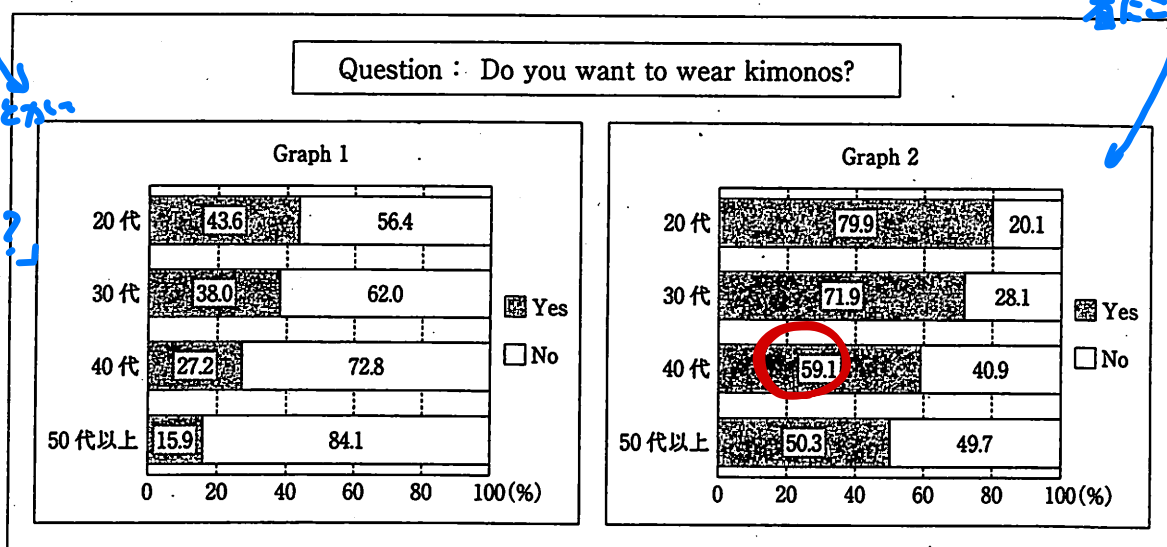 Question : Do you want to wear kimonos?
Graph 1
20 代 43.6 56.4
30 代 38.0 62.0
40 代 27.2 72.8
50 代以上 15.9 84.1
0 20 40 60 80 100(%)
Yes
No
Graph 2
20 代 79.9 20.1
30 代 71.9 28.1
40 代 59.1 40.9
50 代以上 50.3 49.7
0 20 40 60 80 100(%)
Yes
No
?」